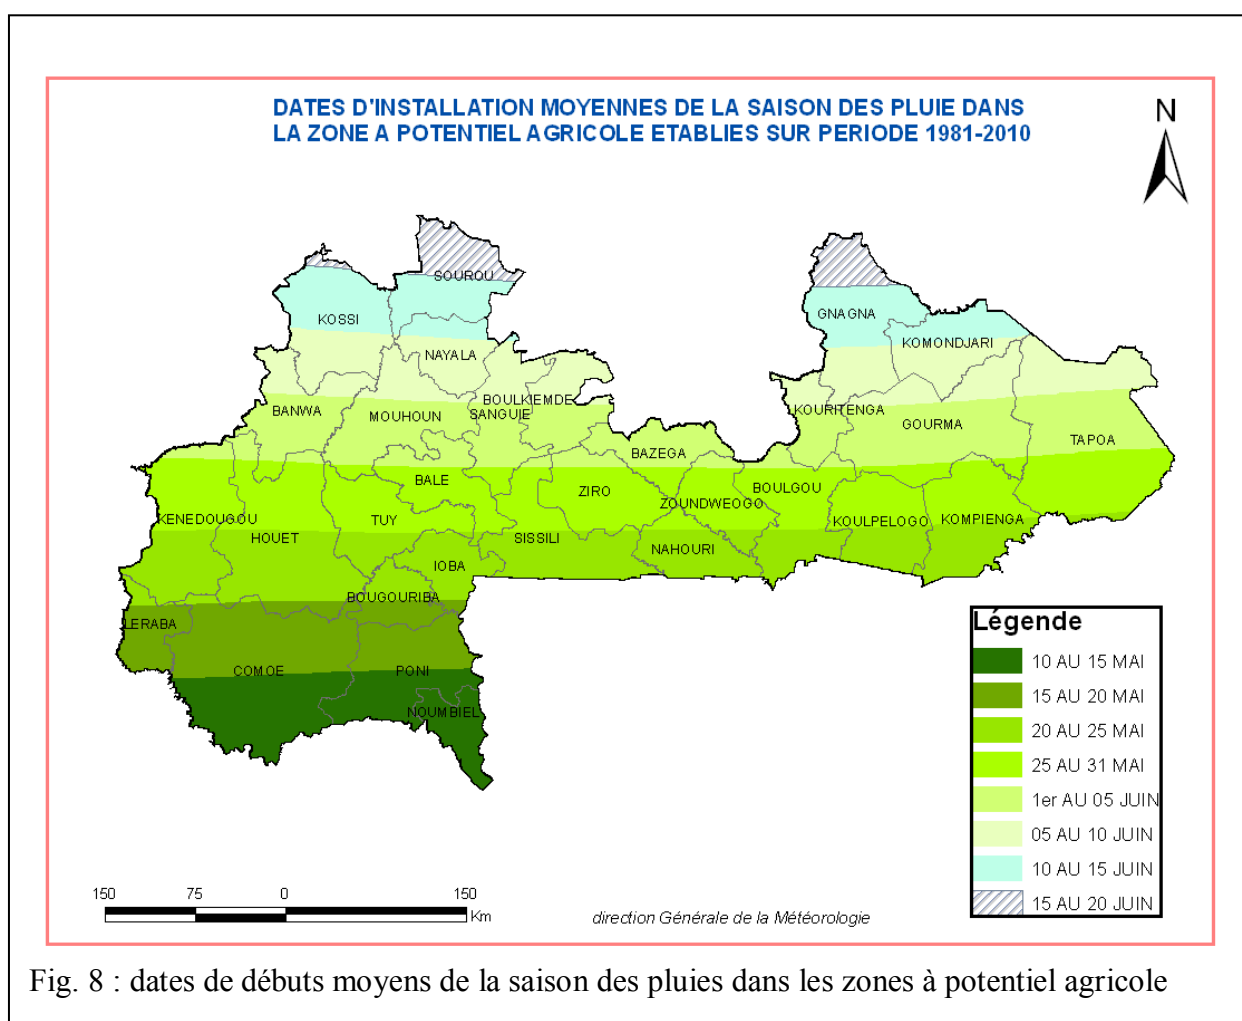 DATES D'INSTALLATION MOYENNES DE LA SAISON DES PLUIE DANS
LA ZONE A POTENTIEL AGRICOLE ETABLIES SUR PERIODE 1981-2010
N
SOUROU
KOSSI
GNAGNA
KOMONDJARI
NAYALA
BOULKIEMDE
BANWA
MOUHOUN
SANGUIE
KOURITENGA
GOURMA
TAPOA
BAZEGA
BALE
ZIRO
BOULGOU
ZOUNDWEOGO
KENEDOUGOU
TUY
KOULPELOGO
KOMPIENGA
HOUET
SISSILI
NAHOURI
IOBA
BOUGOURIBA
LERABA
COMOE
PONI
NOUMBIEL
Légende
10 AU 15 MAI
15 AU 20 MAI
20 AU 25 MAI
25 AU 31 MAI
1er AU 05 JUIN
05 AU 10 JUIN
10 AU 15 JUIN
15 AU 20 JUIN
150 75 0 150
Km
direction Générale de la Météorologie
Fig. 8 : dates de débuts moyens de la saison des pluies dans les zones à potentiel agricole